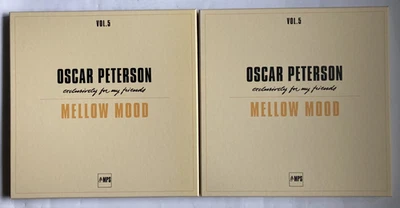 VOL.5
OSCAR PETERSON
exclusively for my friends
MELLOW MOOD
MPS
VOL.5
OSCAR PETERSON
exclusively for my friends
MELLOW MOOD
MPS